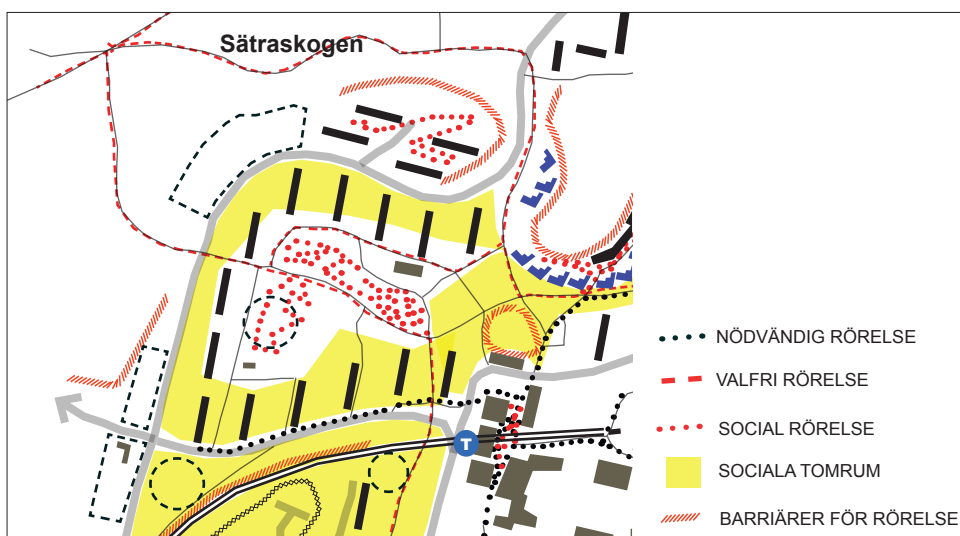 Sätraskogen
T
NÖDVÄNDIG RÖRELSE
VALFRI RÖRELSE
SOCIAL RÖRELSE
SOCIALA TOMRUM
BARRIÄRER FÖR RÖRELSE